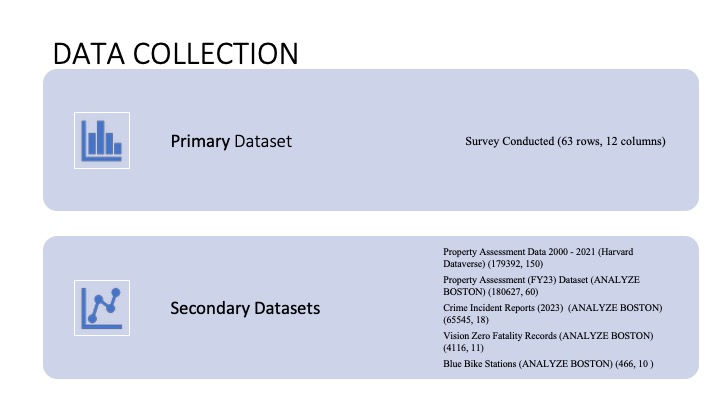 DATA COLLECTION
Primary Dataset
Survey Conducted (63 rows, 12 columns)
Secondary Datasets
Property Assessment Data 2000 - 2021 (Harvard
Dataverse) (179392, 150)
Property Assessment (FY23) Dataset (ANALYZE
BOSTON) (180627, 60)
Crime Incident Reports (2023) (ANALYZE BOSTON)
(65545, 18)
Vision Zero Fatality Records (ANALYZE BOSTON)
(4116, 11)
Blue Bike Stations (ANALYZE BOSTON) (466, 10 )